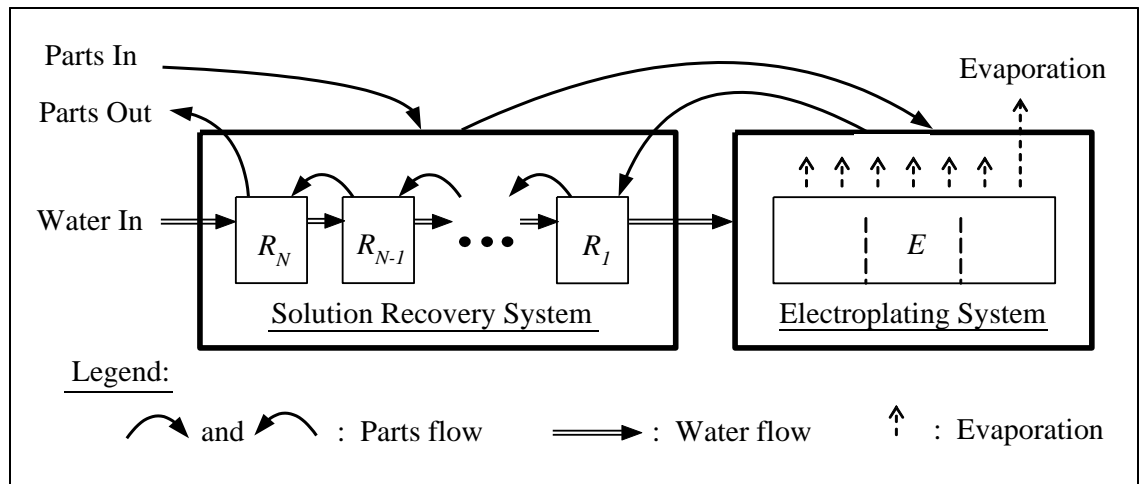 Parts In
Evaporation
Parts Out
Water In
R_N R_{N-1} ••• R_1 E
Solution Recovery System Electroplating System
Legend:
and : Parts flow : Water flow : Evaporation